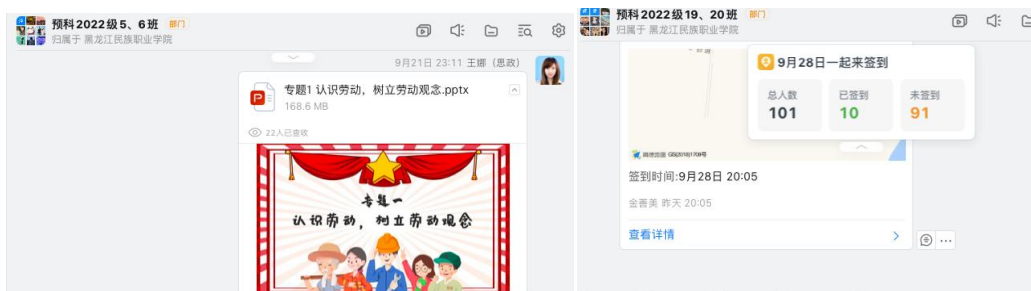 预科2022级5、6班 部门
归属于 黑龙江民族职业学院
9月21日 23:11 王娜（思政）
专题1 认识劳动，树立劳动观念.pptx
168.6 MB
22人已查收
专题一
认识劳动，树立劳动观念
预科2022级19、20班 部门
归属于 黑龙江民族职业学院
9月28日一起来签到
总人数 已签到 未签到
101 10 91
签到时间:9月28日 20:05
金善美 昨天 20:05
查看详情